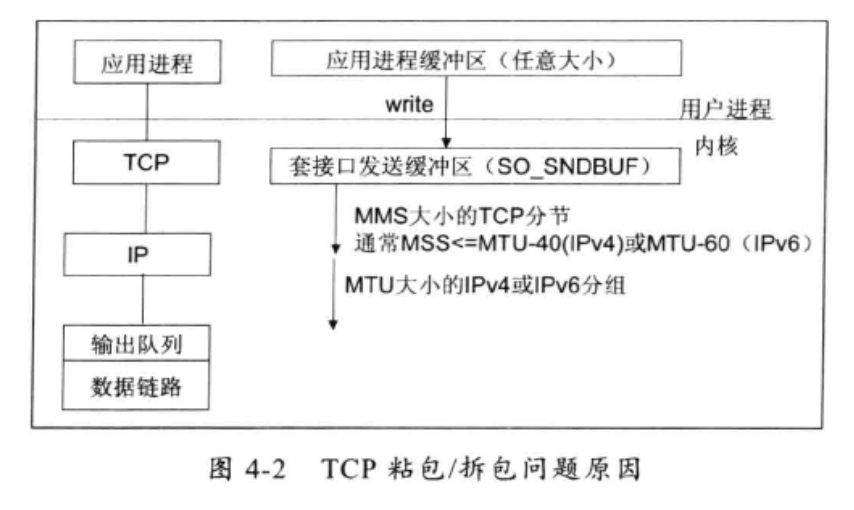 应用进程
应用进程缓冲区（任意大小）
write
用户进程
TCP
套接口发送缓冲区（SO_SNDBUF）
内核
MMS大小的TCP分节
通常MSS<=MTU-40(IPv4)或MTU-60（IPv6）
IP
MTU大小的IPv4或IPv6分组
输出队列
数据链路
图 4-2 TCP 粘包/拆包问题原因